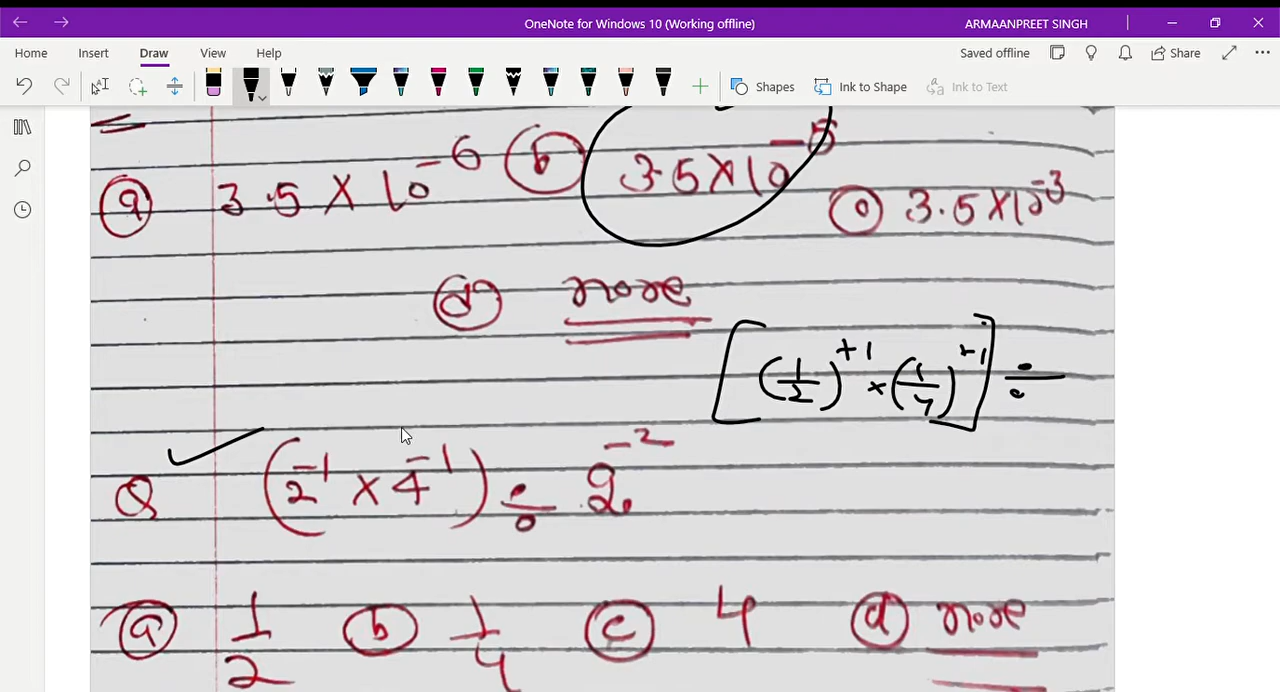 OneNote for Windows 10 (Working offline)
ARMAANPREET SINGH
Home Insert Draw View Help
Saved offline
Share
Shapes
Ink to Shape
Ink to Text
(a) 3.5 × 10⁻⁶ (b) 3.5 × 10⁻⁵ (c) 3.5 × 10⁻³
(d) none
[(1/2)⁺¹ × (1/4)⁺¹] ÷
Q (2⁻¹ × 4⁻¹) ÷ 2⁻²
(a) 1/2 (b) 1/4 (c) 4 (d) none